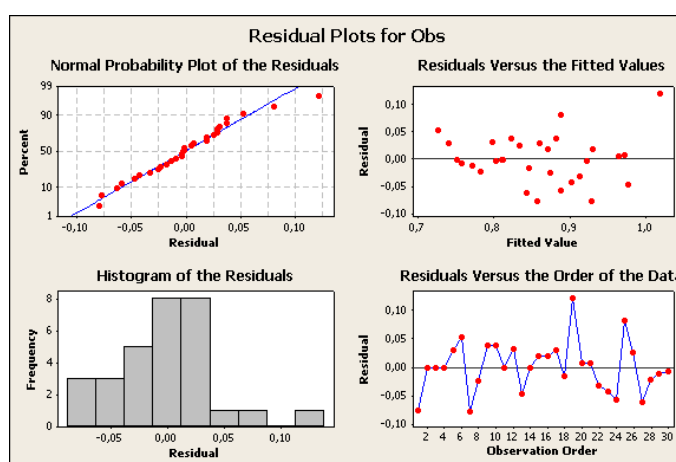 Residual Plots for Obs
Normal Probability Plot of the Residuals
99
90
50
10
1
Percent
-0,10 -0,05 0,00 0,05 0,10
Residual
Residuals Versus the Fitted Values
0,10
0,05
0,00
-0,05
-0,10
Residual
0,7 0,8 0,9 1,0
Fitted Value
Histogram of the Residuals
8
6
4
2
0
Frequency
-0,05 0,00 0,05 0,10
Residual
Residuals Versus the Order of the Data
0,10
0,05
0,00
-0,05
-0,10
Residual
2 4 6 8 10 12 14 16 18 20 22 24 26 28 30
Observation Order